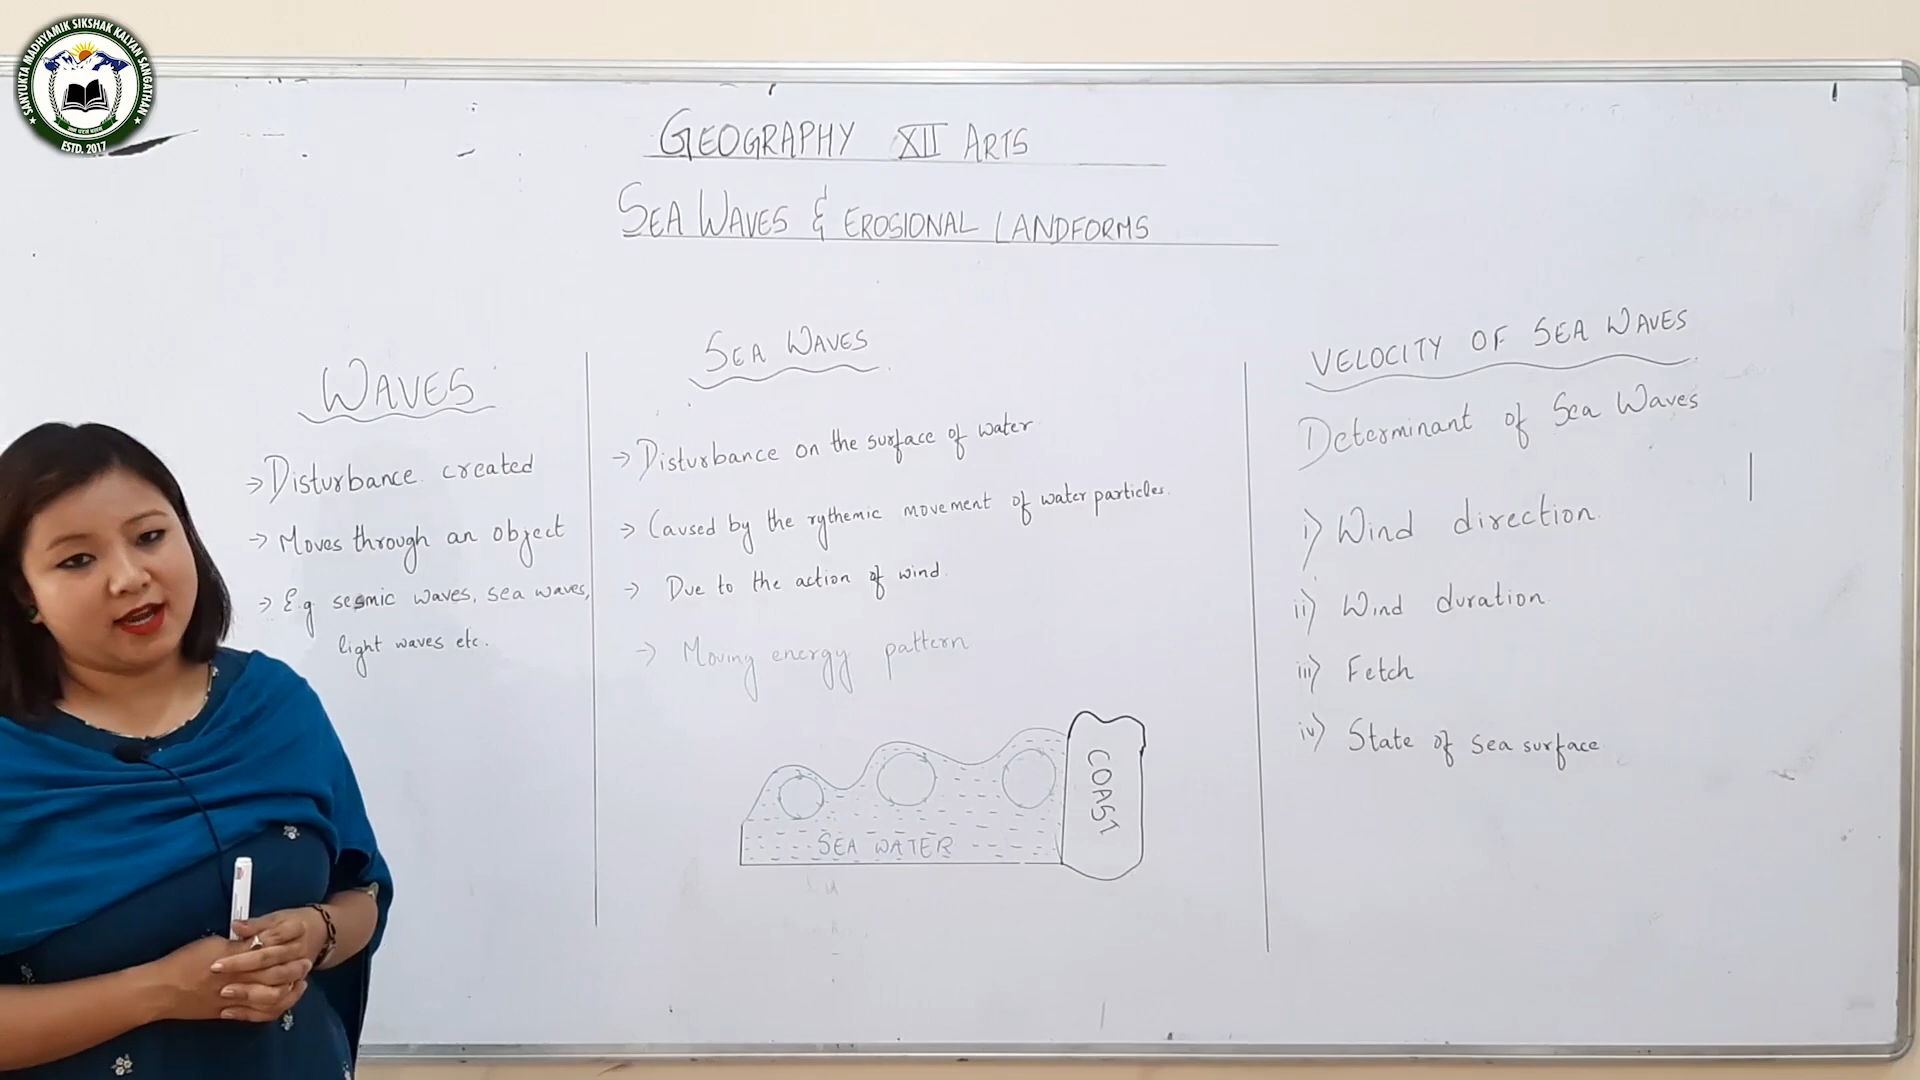 SANYUKTA MADHYAMIK SIKSHAK KALYAN SANGATHAN
ESTD. 2017
GEOGRAPHY XII ARTS
SEA WAVES & EROSIONAL LANDFORMS
WAVES
→ Disturbance created
→ Moves through an object
→ E.g sesmic waves, sea waves,
light waves etc.
SEA WAVES
→ Disturbance on the surface of water
→ Caused by the rythemic movement of water particles.
→ Due to the action of wind.
→ Moving energy pattern
COAST
SEA WATER
VELOCITY OF SEA WAVES
Determinant of Sea Waves
i) Wind direction.
ii) Wind duration.
iii) Fetch
iv) State of sea surface